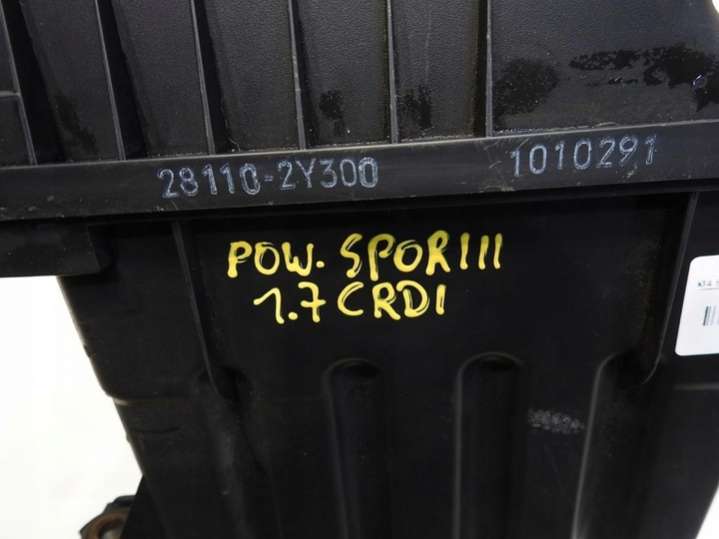 28110-2Y300 1010291
POW. SPORIII
1.7 CRDI